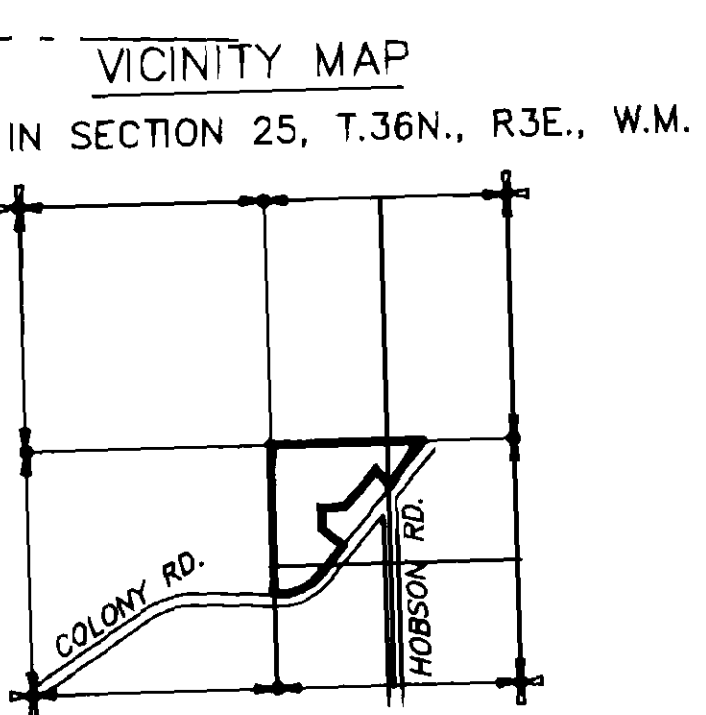 VICINITY MAP
IN SECTION 25, T.36N., R3E., W.M.
COLONY RD.
HOBSON RD.